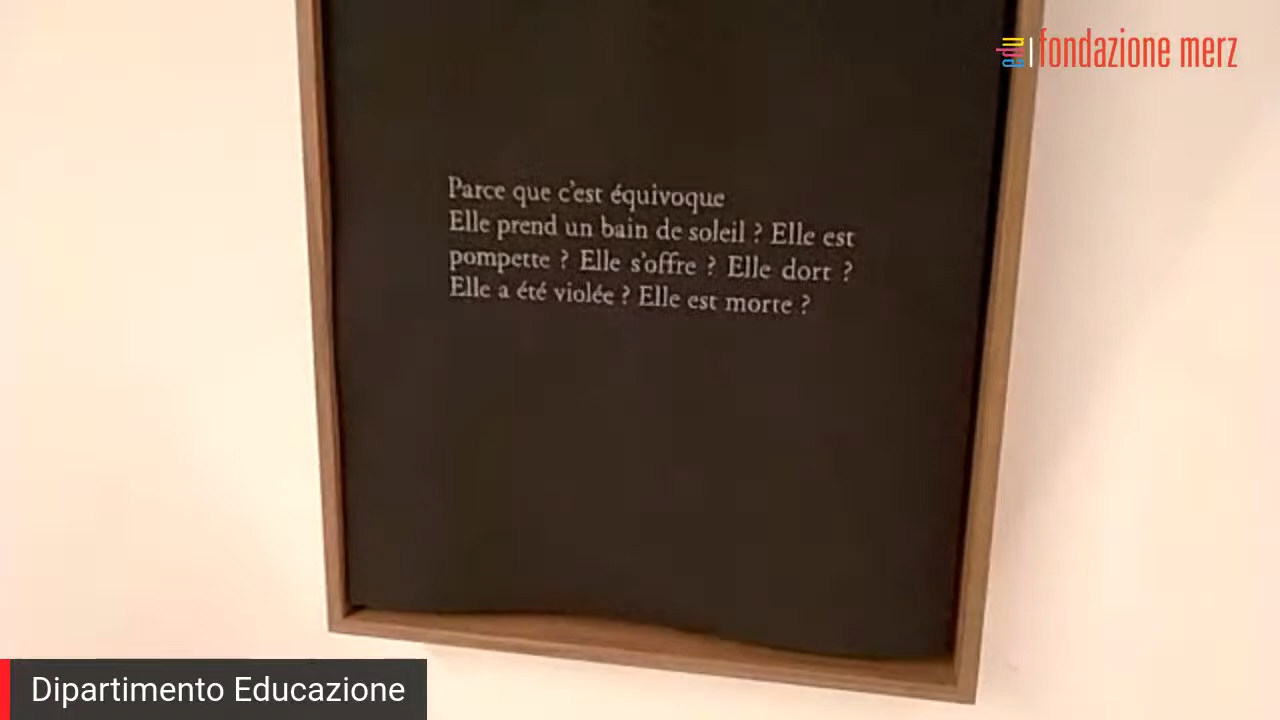 fondazione merz
Parce que c'est équivoque
Elle prend un bain de soleil ? Elle est
pompette ? Elle s'offre ? Elle dort ?
Elle a été violée ? Elle est morte ?
Dipartimento Educazione